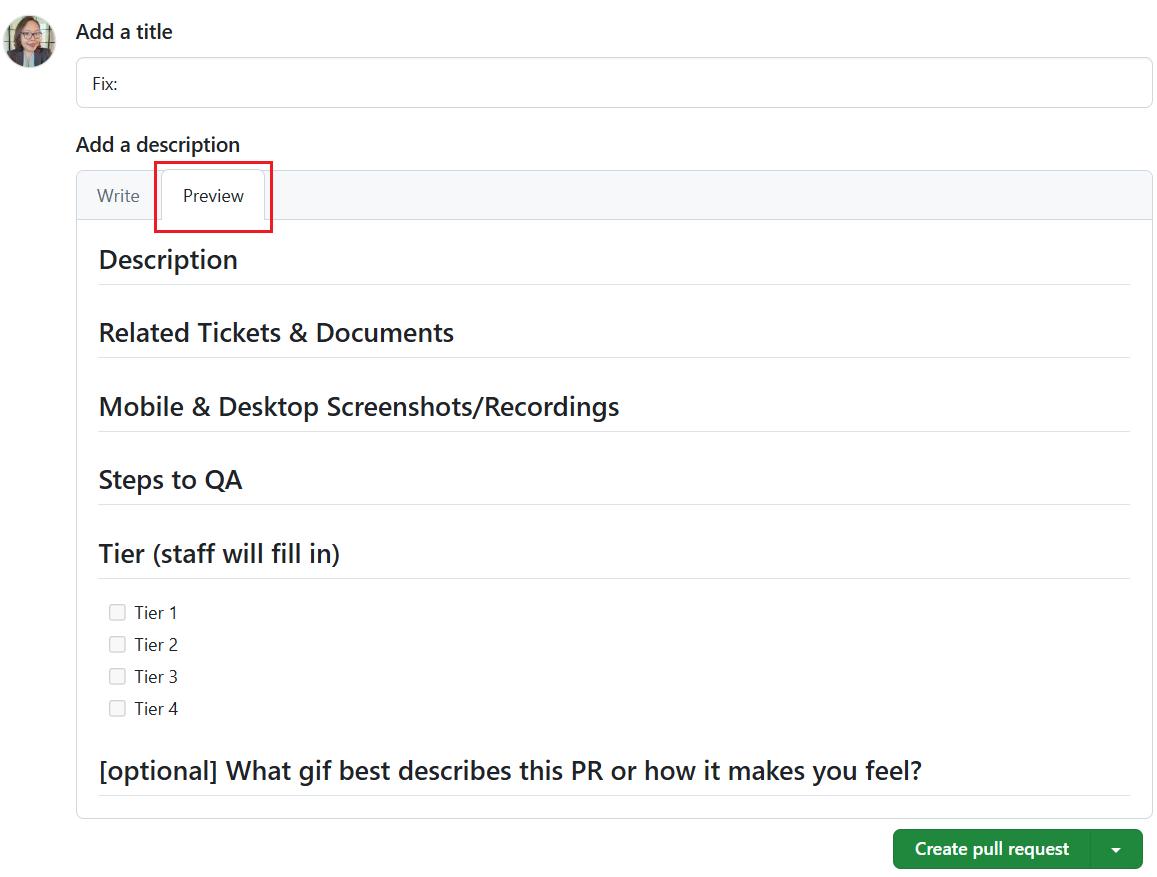 Add a title
Fix:
Add a description
Write
Preview
Description
Related Tickets & Documents
Mobile & Desktop Screenshots/Recordings
Steps to QA
Tier (staff will fill in)
Tier 1
Tier 2
Tier 3
Tier 4
[optional] What gif best describes this PR or how it makes you feel?
Create pull request